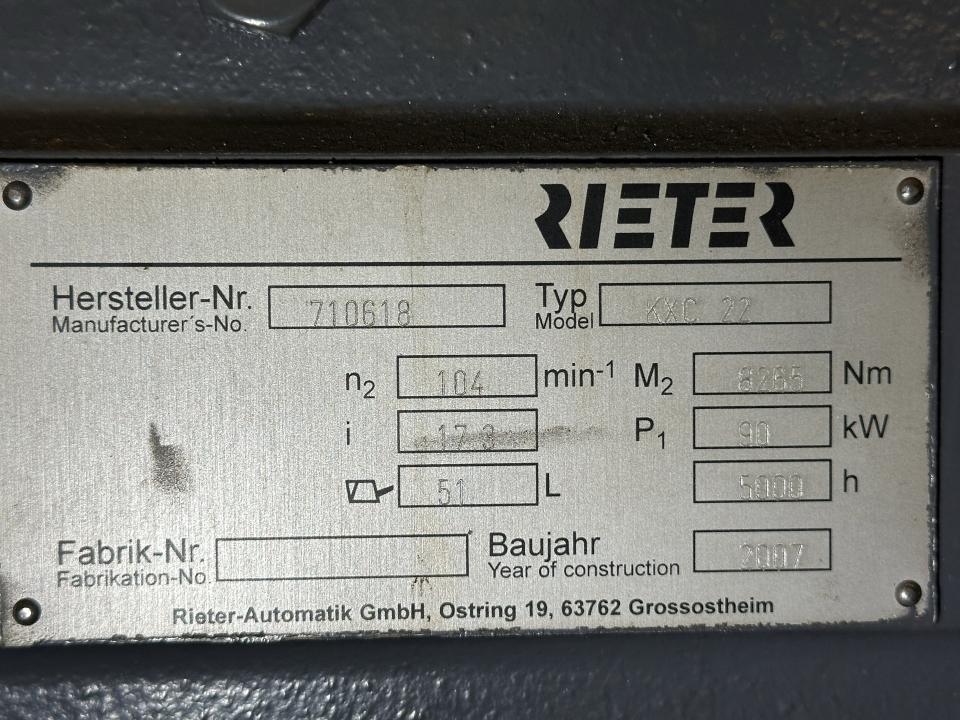 RIETER
Hersteller-Nr. 710618 Typ KXC 22
Manufacturer´s-No. Model
n2 104 min-1 M2 8265 Nm
i 17.3 P1 90 kW
51 L 5000 h
Fabrik-Nr. Baujahr 2007
Fabrikation-No. Year of construction
Rieter-Automatik GmbH, Ostring 19, 63762 Grossostheim